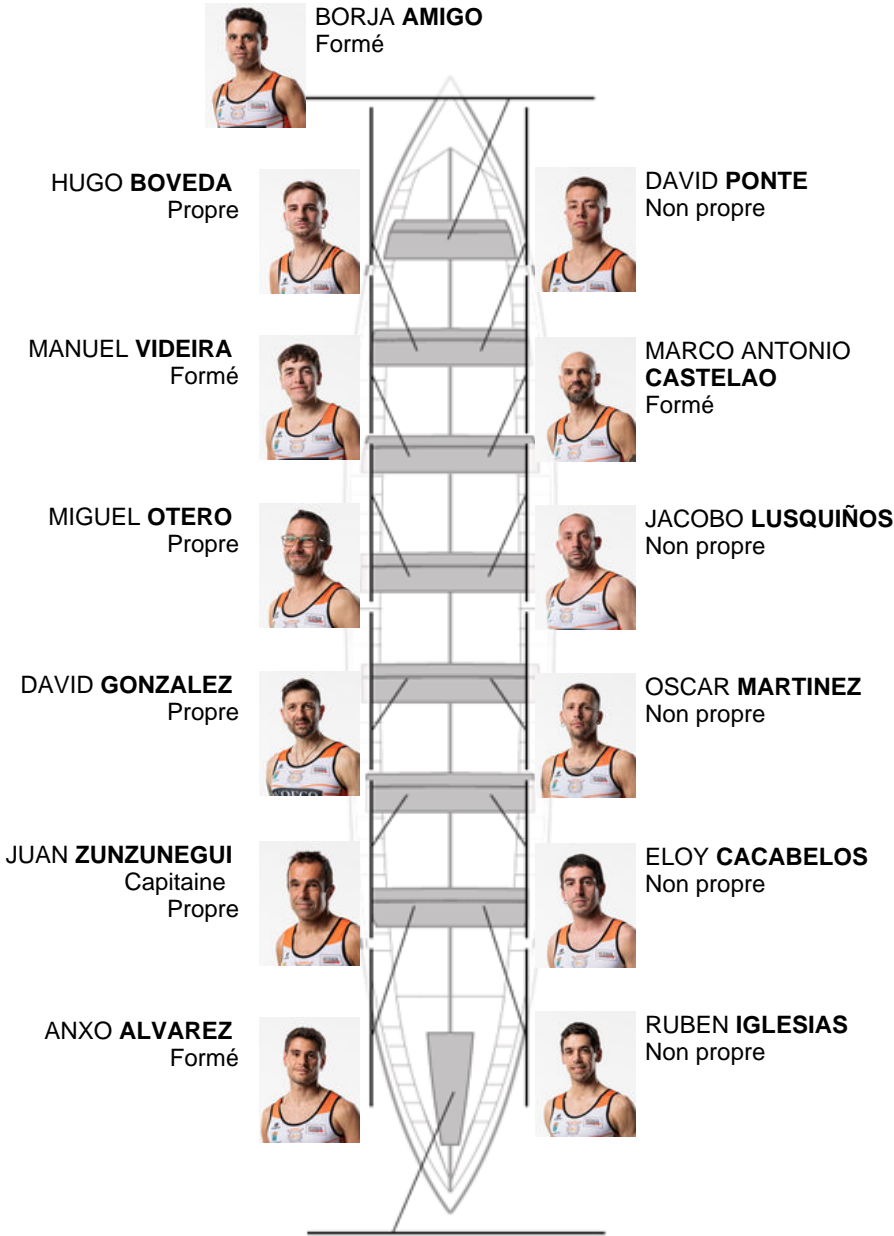 BORJA AMIGO
Formé
HUGO BOVEDA
Propre
DAVID PONTE
Non propre
MANUEL VIDEIRA
Formé
MARCO ANTONIO
CASTELAO
Formé
MIGUEL OTERO
Propre
JACOBO LUSQUIÑOS
Non propre
DAVID GONZALEZ
Propre
OSCAR MARTINEZ
Non propre
JUAN ZUNZUNEGUI
Capitaine
Propre
ELOY CACABELOS
Non propre
ANXO ALVAREZ
Formé
RUBEN IGLESIAS
Non propre